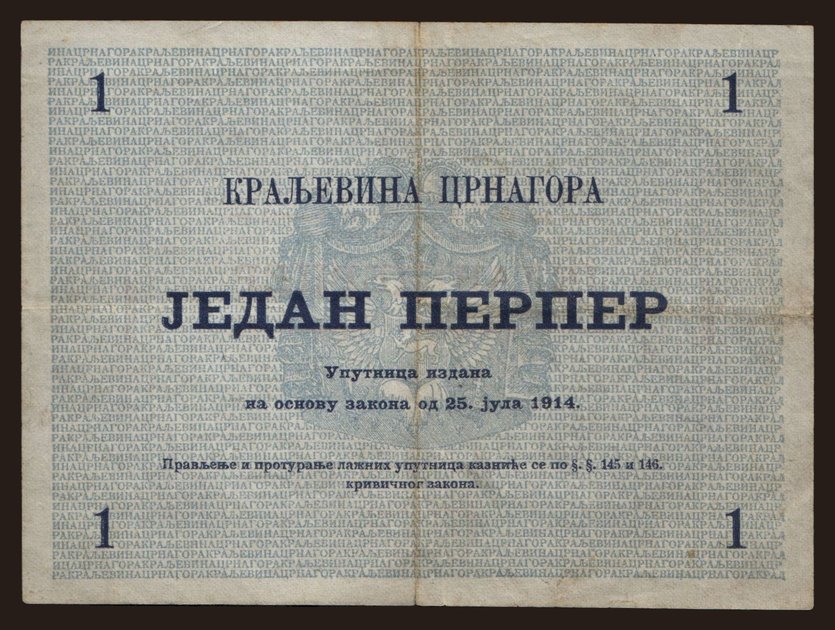 1 1
КРАЉЕВИНА ЦРНАГОРА
ЈЕДАН ПЕРПЕР
Упутница издана
на основу закона од 25. јула 1914.
Прављење и протурање лажних упутница казниће се по §. §. 145 и 146.
кривичног закона.
1 1